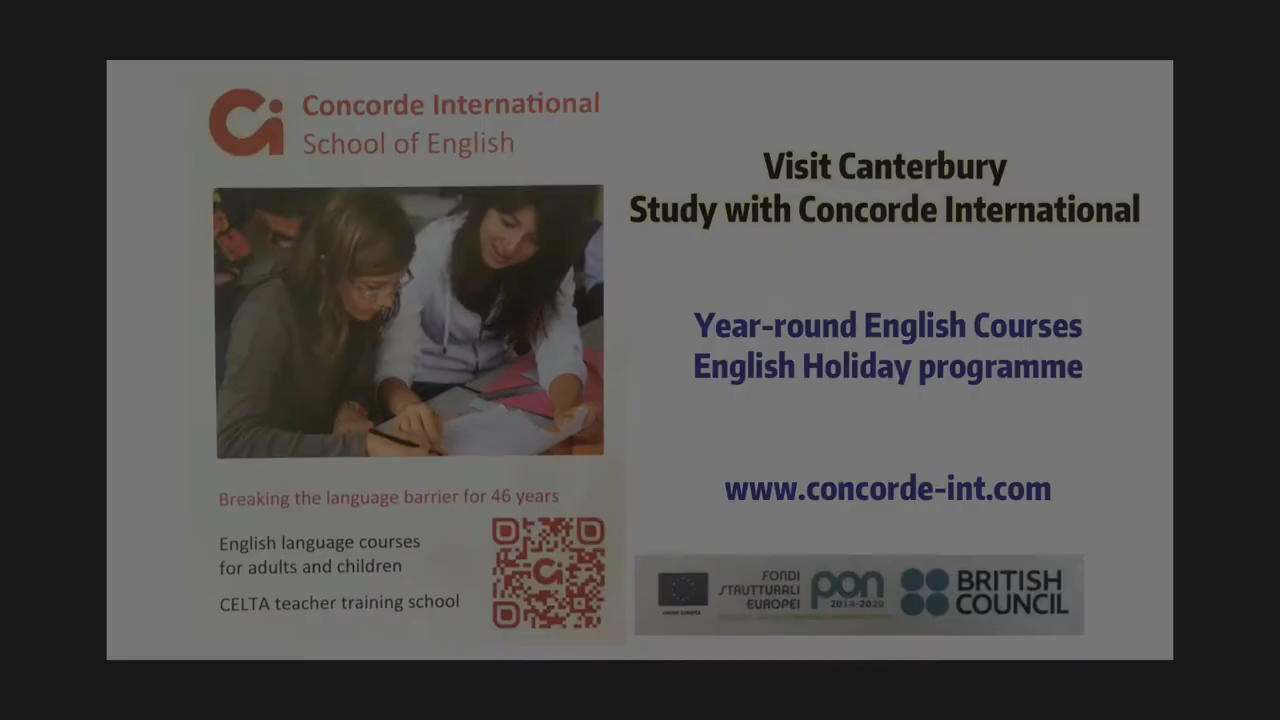 Concorde International
School of English
Breaking the language barrier for 46 years
English language courses
for adults and children
CELTA teacher training school
Visit Canterbury
Study with Concorde International
Year-round English Courses
English Holiday programme
www.concorde-int.com
UNIONE EUROPEA
FONDI
STRUTTURALI
EUROPEI
pon
2014-2020
BRITISH
COUNCIL